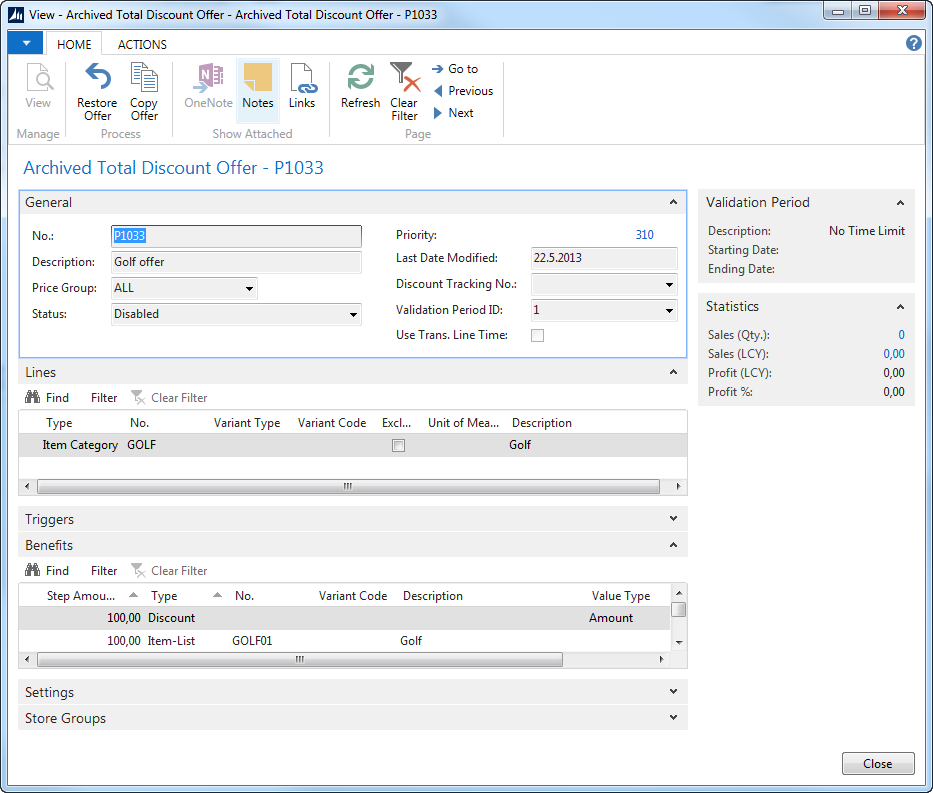 View - Archived Total Discount Offer - Archived Total Discount Offer - P1033
HOME ACTIONS
View
Restore Offer
Copy Offer
OneNote
Notes
Links
Refresh
Clear Filter
Go to
Previous
Next
Manage Process Show Attached Page
Archived Total Discount Offer - P1033
General
No.: P1033
Description: Golf offer
Price Group: ALL
Status: Disabled
Priority: 310
Last Date Modified: 22.5.2013
Discount Tracking No.:
Validation Period ID: 1
Use Trans. Line Time:
Lines
Find Filter Clear Filter
Type No. Variant Type Variant Code Excl... Unit of Mea... Description
Item Category GOLF Golf
Triggers
Benefits
Find Filter Clear Filter
Step Amou... Type No. Variant Code Description Value Type
100,00 Discount Amount
100,00 Item-List GOLF01 Golf
Settings
Store Groups
Validation Period
Description: No Time Limit
Starting Date:
Ending Date:
Statistics
Sales (Qty.): 0
Sales (LCY): 0,00
Profit (LCY): 0,00
Profit %: 0,00
Close